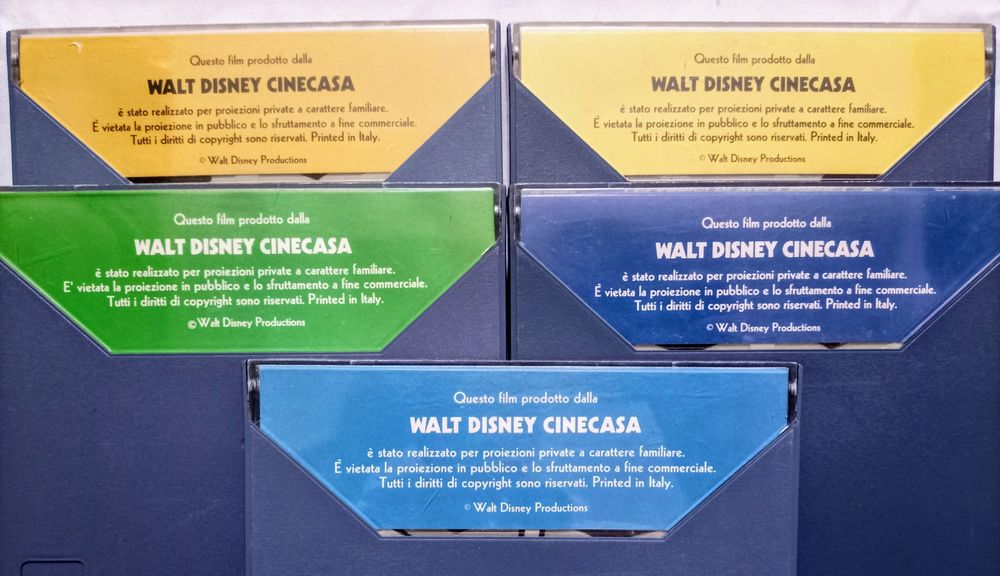 Questo film prodotto dalla
WALT DISNEY CINECASA
è stato realizzato per proiezioni private a carattere familiare.
È vietata la proiezione in pubblico e lo sfruttamento a fine commerciale.
Tutti i diritti di copyright sono riservati. Printed in Italy.
© Walt Disney Productions
Questo film prodotto dalla
WALT DISNEY CINECASA
è stato realizzato per proiezioni private a carattere familiare.
È vietata la proiezione in pubblico e lo sfruttamento a fine commerciale.
Tutti i diritti di copyright sono riservati. Printed in Italy.
© Walt Disney Productions
Questo film prodotto dalla
WALT DISNEY CINECASA
è stato realizzato per proiezioni private a carattere familiare.
E' vietata la proiezione in pubblico e lo sfruttamento a fine commerciale.
Tutti i diritti di copyright sono riservati. Printed in Italy.
© Walt Disney Productions
Questo film prodotto dalla
WALT DISNEY CINECASA
è stato realizzato per proiezioni private a carattere familiare.
È vietata la proiezione in pubblico e lo sfruttamento a fine commerciale.
Tutti i diritti di copyright sono riservati. Printed in Italy.
© Walt Disney Productions
Questo film prodotto dalla
WALT DISNEY CINECASA
è stato realizzato per proiezioni private a carattere familiare.
È vietata la proiezione in pubblico e lo sfruttamento a fine commerciale.
Tutti i diritti di copyright sono riservati. Printed in Italy.
© Walt Disney Productions